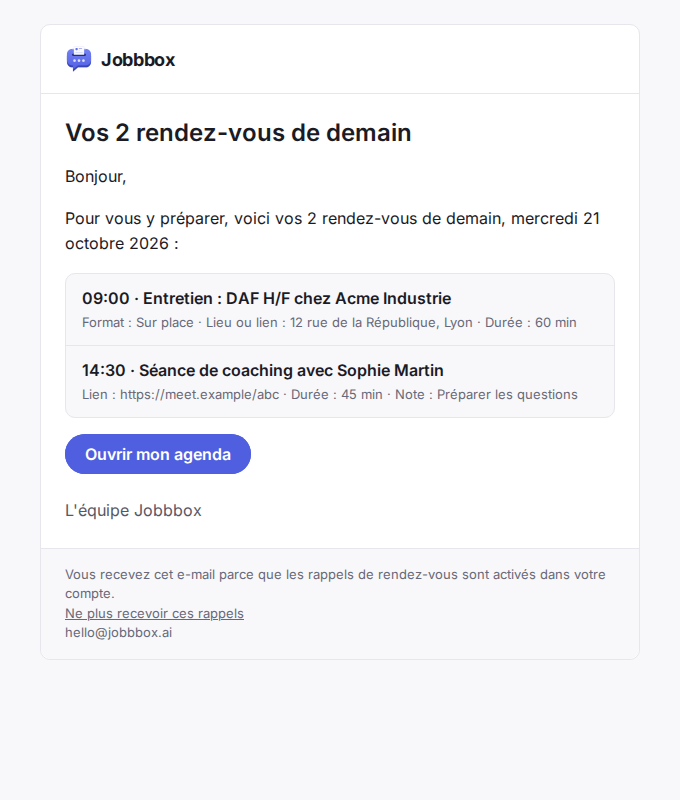 Jobbbox
Vos 2 rendez-vous de demain
Bonjour,
Pour vous y préparer, voici vos 2 rendez-vous de demain, mercredi 21
octobre 2026 :
09:00 · Entretien : DAF H/F chez Acme Industrie
Format : Sur place · Lieu ou lien : 12 rue de la République, Lyon · Durée : 60 min
14:30 · Séance de coaching avec Sophie Martin
Lien : https://meet.example/abc · Durée : 45 min · Note : Préparer les questions
Ouvrir mon agenda
L'équipe Jobbbox
Vous recevez cet e-mail parce que les rappels de rendez-vous sont activés dans votre
compte.
Ne plus recevoir ces rappels
hello@jobbbox.ai